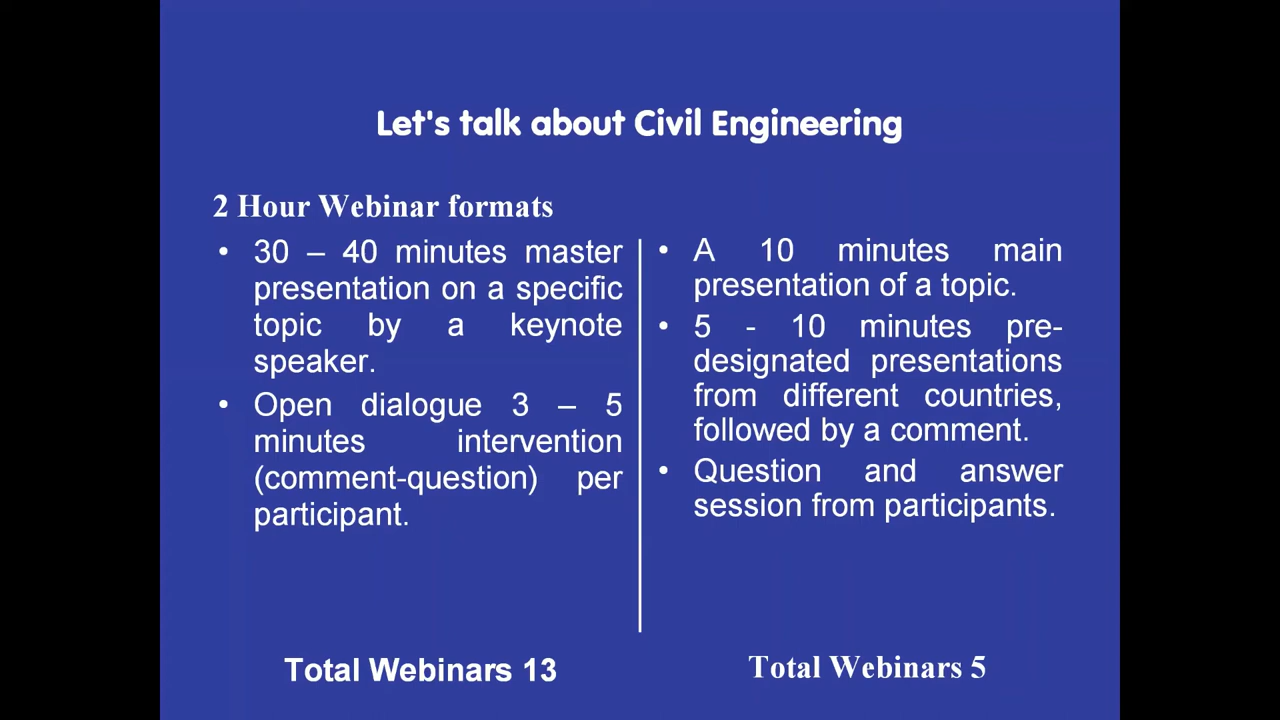 Let's talk about Civil Engineering
2 Hour Webinar formats
• 30 – 40 minutes master
presentation on a specific
topic by a keynote
speaker.
• Open dialogue 3 – 5
minutes intervention
(comment-question) per
participant.
Total Webinars 13
• A 10 minutes main
presentation of a topic.
• 5 - 10 minutes pre-
designated presentations
from different countries,
followed by a comment.
• Question and answer
session from participants.
Total Webinars 5